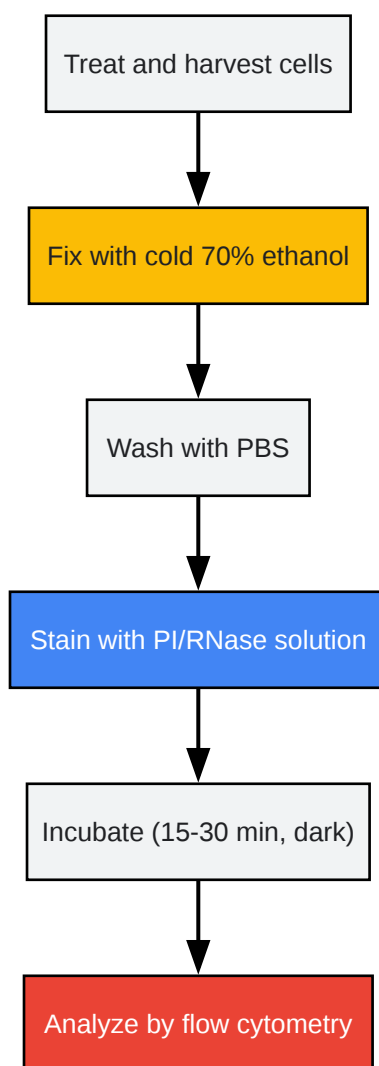 Treat and harvest cells
Fix with cold 70% ethanol
Wash with PBS
Stain with PI/RNase solution
Incubate (15-30 min, dark)
Analyze by flow cytometry